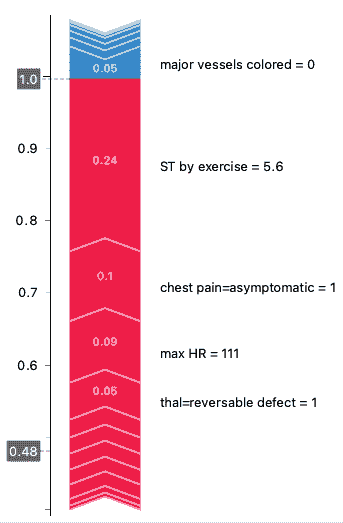 0.05
major vessels colored = 0
1.0
0.9
0.24
ST by exercise = 5.6
0.8
0.1
chest pain=asymptomatic = 1
0.7
0.09
max HR = 111
0.6
0.05
thal=reversable defect = 1
0.48